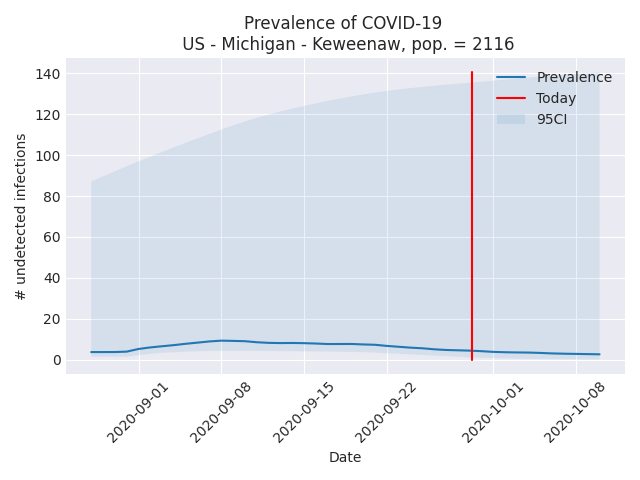 Prevalence of COVID-19
US - Michigan - Keweenaw, pop. = 2116
140
120
100
80
60
40
20
0
# undetected infections
Prevalence
Today
95CI
2020-09-01
2020-09-08
2020-09-15
2020-09-22
2020-10-01
2020-10-08
Date